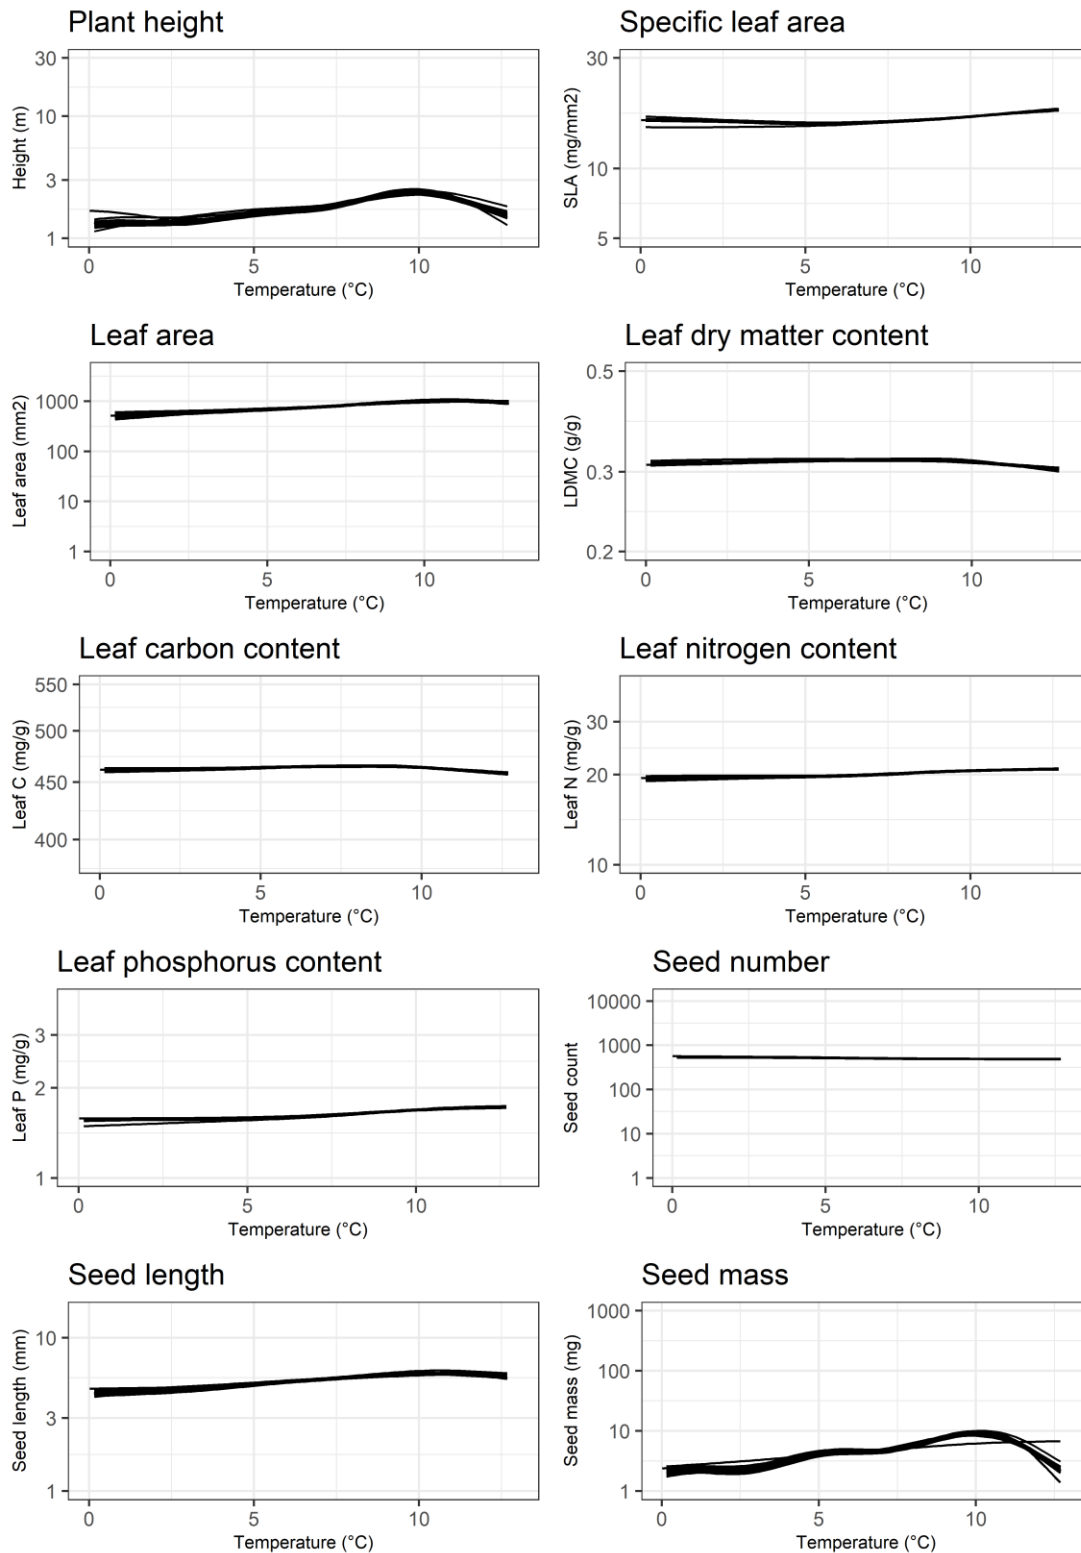 Plant height
Height (m)
30
10
3
1
0 5 10
Temperature (°C)
Specific leaf area
SLA (mg/mm2)
30
10
5
0 5 10
Temperature (°C)
Leaf area
Leaf area (mm2)
1000
100
10
1
0 5 10
Temperature (°C)
Leaf dry matter content
LDMC (g/g)
0.5
0.3
0.2
0 5 10
Temperature (°C)
Leaf carbon content
Leaf C (mg/g)
550
500
450
400
0 5 10
Temperature (°C)
Leaf nitrogen content
Leaf N (mg/g)
30
20
10
0 5 10
Temperature (°C)
Leaf phosphorus content
Leaf P (mg/g)
3
2
1
0 5 10
Temperature (°C)
Seed number
Seed count
10000
1000
100
10
1
0 5 10
Temperature (°C)
Seed length
Seed length (mm)
10
3
1
0 5 10
Temperature (°C)
Seed mass
Seed mass (mg)
1000
100
10
1
0 5 10
Temperature (°C)